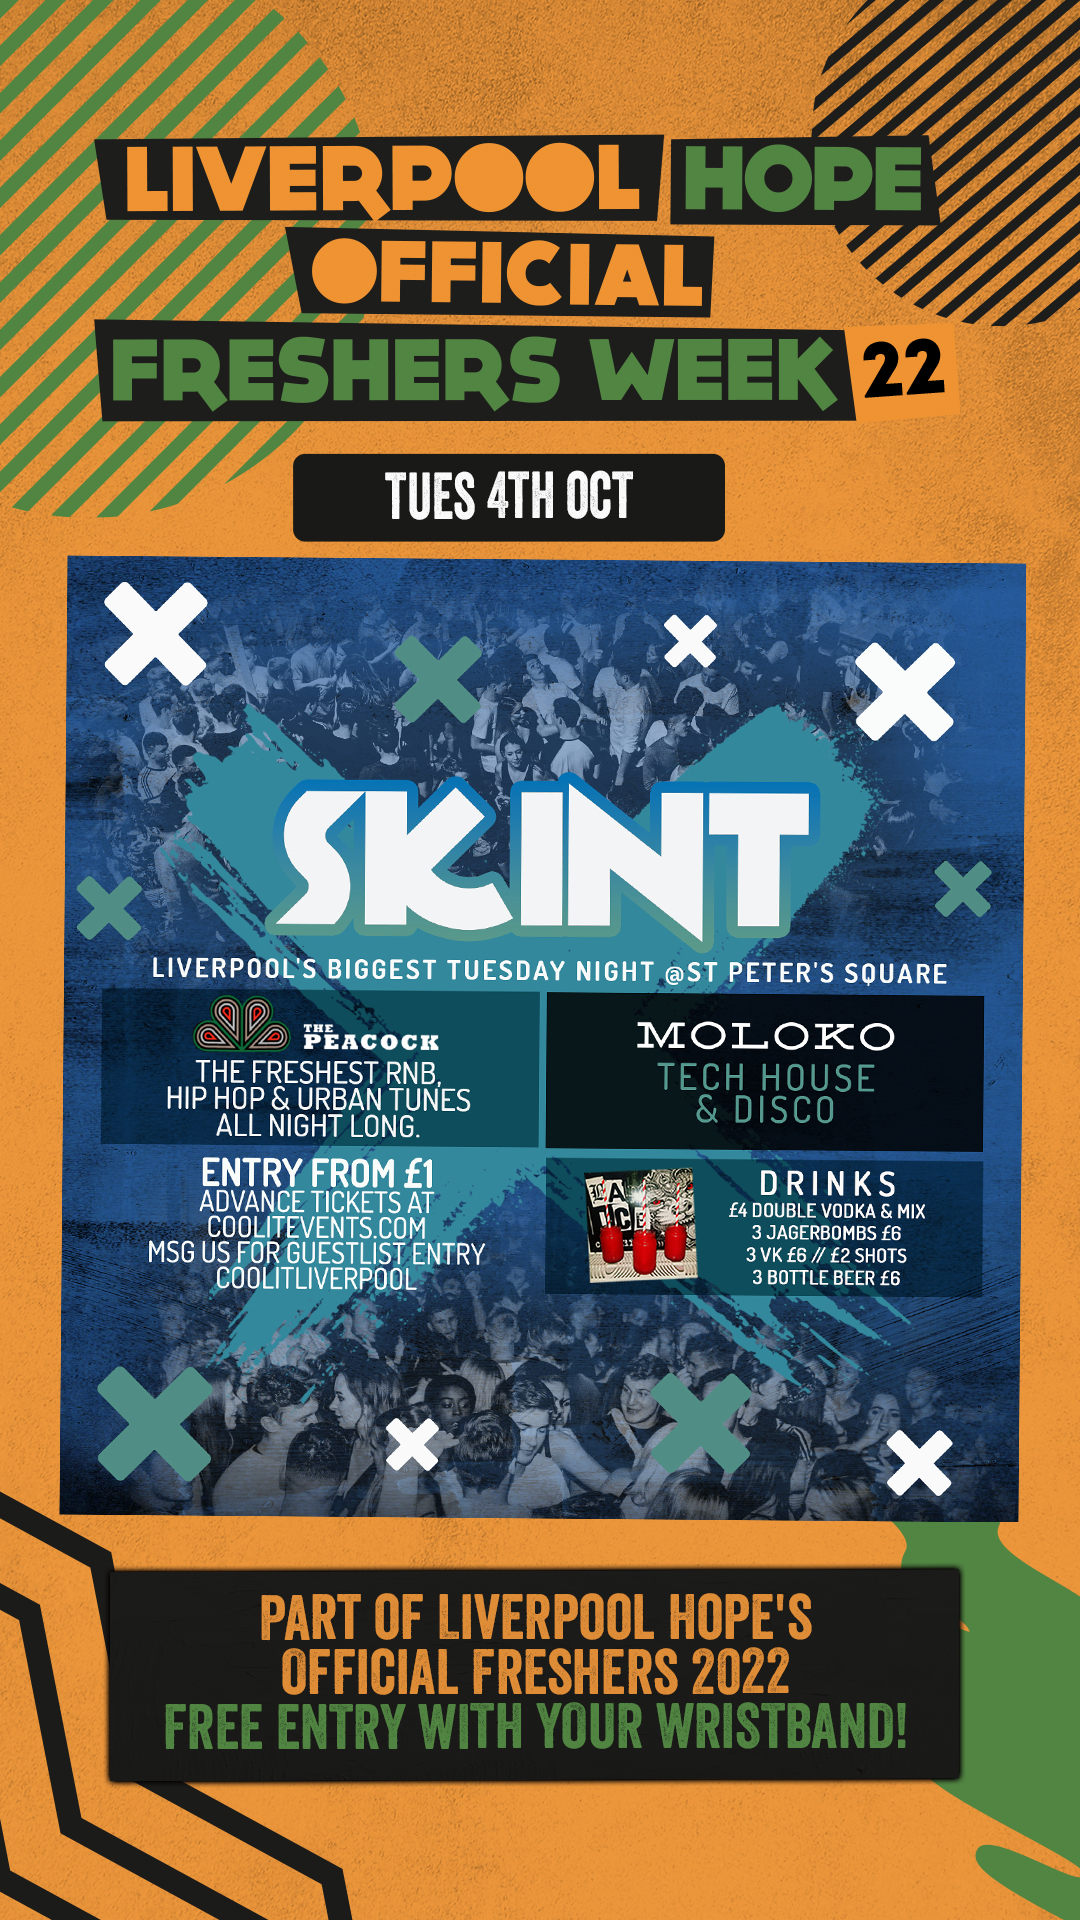 LIVERPOOL HOPE
OFFICIAL
FRESHERS WEEK 22
TUES 4TH OCT
SKINT
LIVERPOOL'S BIGGEST TUESDAY NIGHT @ST PETER'S SQUARE
THE
PEACOCK
THE FRESHEST RNB,
HIP HOP & URBAN TUNES
ALL NIGHT LONG.
MOLOKO
TECH HOUSE
& DISCO
ENTRY FROM £1
ADVANCE TICKETS AT
COOLITEVENTS.COM
MSG US FOR GUESTLIST ENTRY
COOLITLIVERPOOL
DRINKS
£4 DOUBLE VODKA & MIX
3 JAGERBOMBS £6
3 VK £6 // £2 SHOTS
3 BOTTLE BEER £6
PART OF LIVERPOOL HOPE'S
OFFICIAL FRESHERS 2022
FREE ENTRY WITH YOUR WRISTBAND!